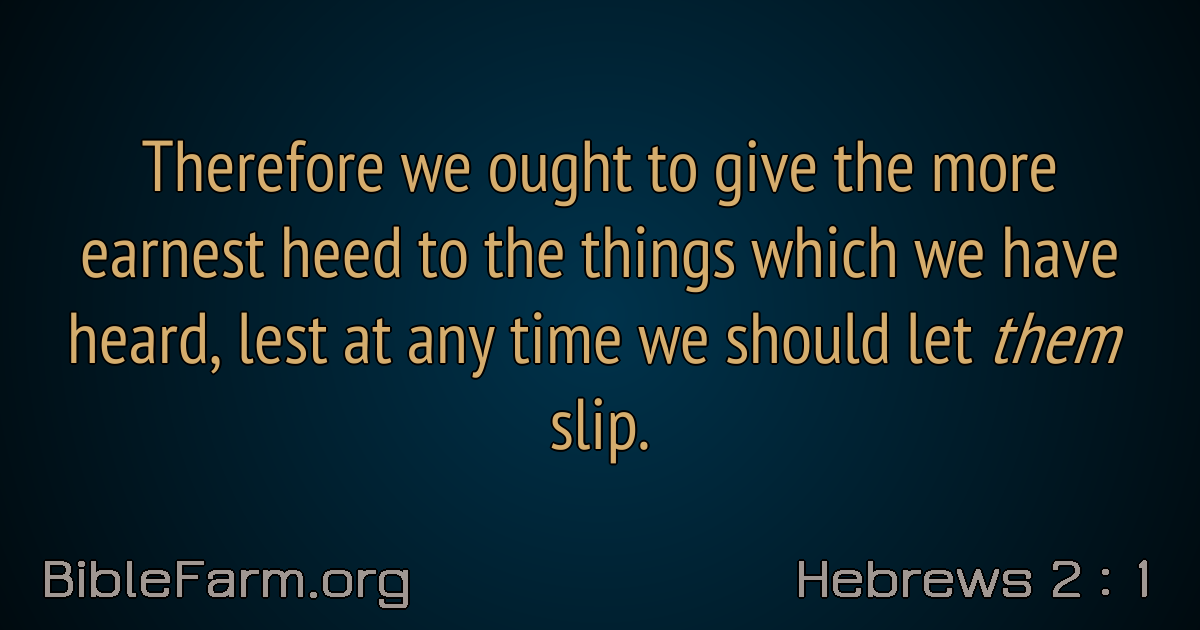 Therefore we ought to give the more
earnest heed to the things which we have
heard, lest at any time we should let them
slip.
BibleFarm.org
Hebrews 2 : 1